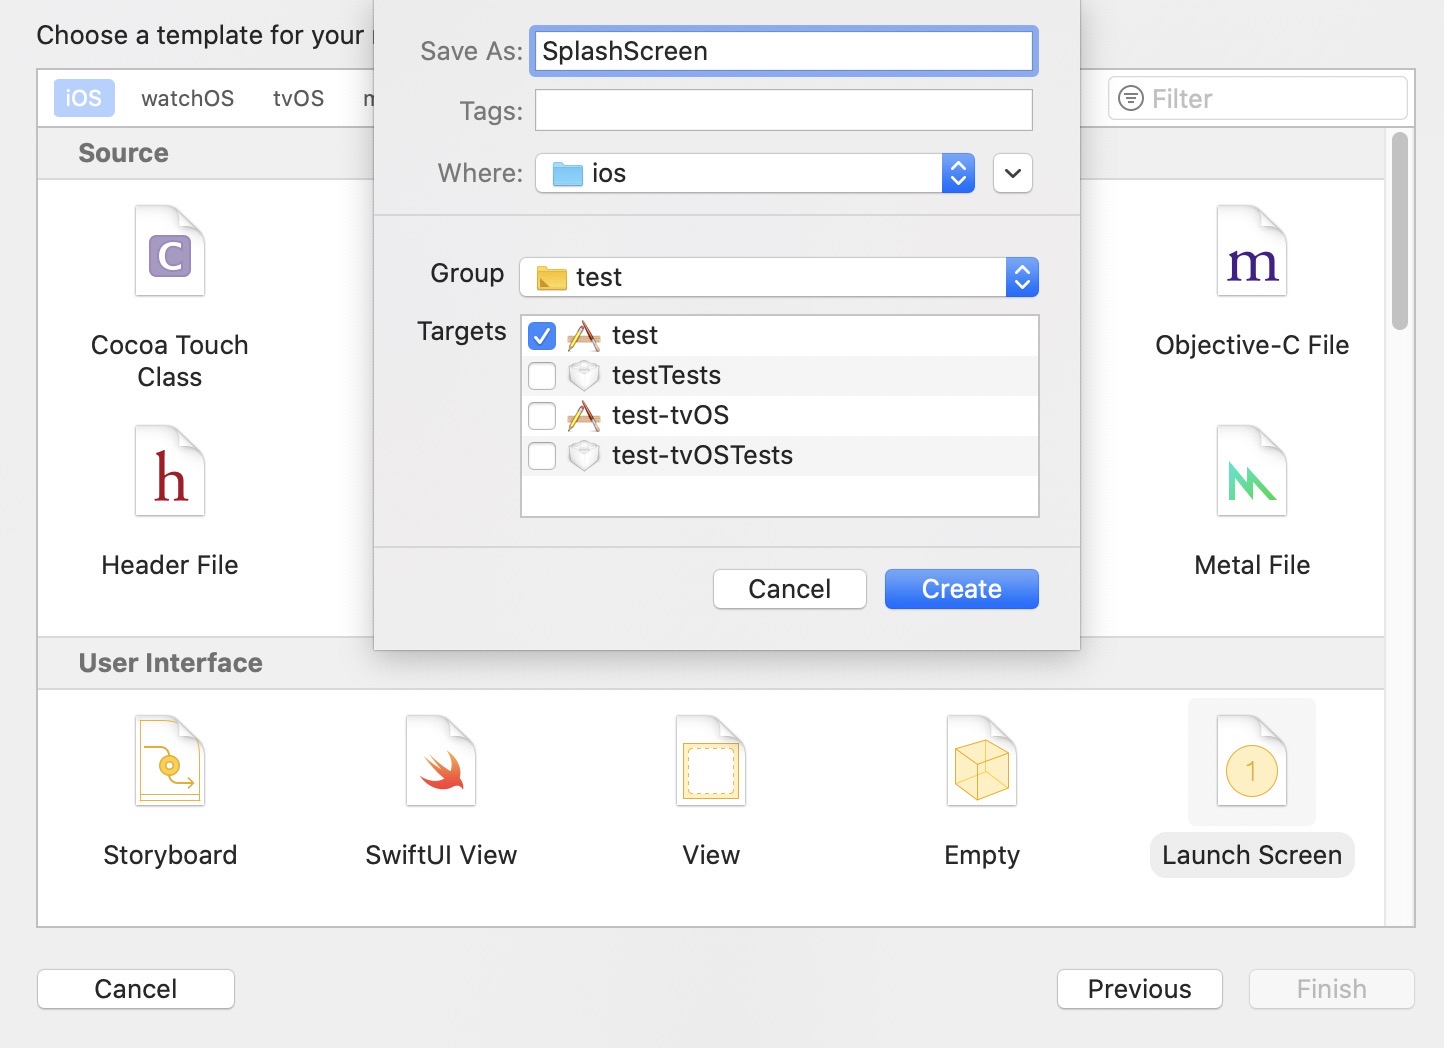 Choose a template for your
Save As: SplashScreen
Tags:
Where: ios
iOS watchOS tvOS
Filter
Source
Group test
Targets
test
testTests
test-tvOS
test-tvOSTests
Cancel Create
C
Cocoa Touch
Class
m
Objective-C File
h
Header File
Metal File
User Interface
Storyboard
SwiftUI View
View
Empty
1
Launch Screen
Cancel
Previous
Finish